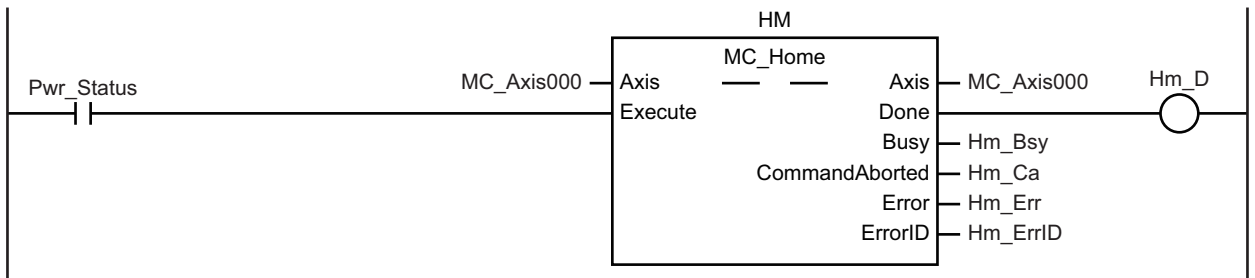 HM
MC_Home
Pwr_Status
MC_Axis000 Axis Axis MC_Axis000 Hm_D
Execute Done
Busy Hm_Bsy
CommandAborted Hm_Ca
Error Hm_Err
ErrorID Hm_ErrID